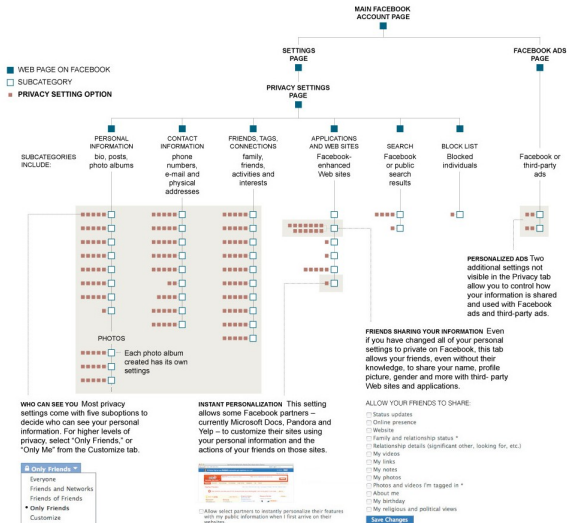 MAIN FACEBOOK
ACCOUNT PAGE
SETTINGS
PAGE
FACEBOOK ADS
PAGE
WEB PAGE ON FACEBOOK
SUBCATEGORY
PRIVACY SETTING OPTION
PRIVACY SETTINGS
PAGE
PERSONAL
INFORMATION
CONTACT
INFORMATION
FRIENDS, TAGS,
CONNECTIONS
APPLICATIONS
AND WEB SITES
SEARCH
BLOCK LIST
SUBCATEGORIES
INCLUDE:
bio, posts,
photo albums
phone
numbers,
e-mail and
physical
addresses
family,
friends,
activities and
interests
Facebook-
enhanced
Web sites
Facebook
or public
search
results
Blocked
individuals
Facebook or
third-party
ads
PERSONALIZED ADS Two
additional settings not
visible in the Privacy tab
allow you to control how
your information is shared
and used with Facebook
ads and third-party ads.
PHOTOS
Each photo album
created has its own
settings
FRIENDS SHARING YOUR INFORMATION Even
if you have changed all of your personal
settings to private on Facebook, this tab
allows your friends, even without their
knowledge, to share your name, profile
picture, gender and more with third- party
Web sites and applications.
WHO CAN SEE YOU Most privacy
settings come with five suboptions to
decide who can see your personal
information. For higher levels of
privacy, select “Only Friends,” or
“Only Me” from the Customize tab.
INSTANT PERSONALIZATION This setting
allows some Facebook partners –
currently Microsoft Docs, Pandora and
Yelp – to customize their sites using
your personal information and the
actions of your friends on those sites.
ALLOW YOUR FRIENDS TO SHARE:
Status updates
Online presence
Website
Family and relationship status *
Relationship details (significant other, looking for, etc.)
My videos
My links
My notes
My photos
Photos and videos I'm tagged in *
About me
My birthday
My religious and political views
Save Changes
Only Friends
Everyone
Friends and Networks
Friends of Friends
• Only Friends
Customize
Allow select partners to instantly personalize their features
with my public information when I first arrive on their
websites